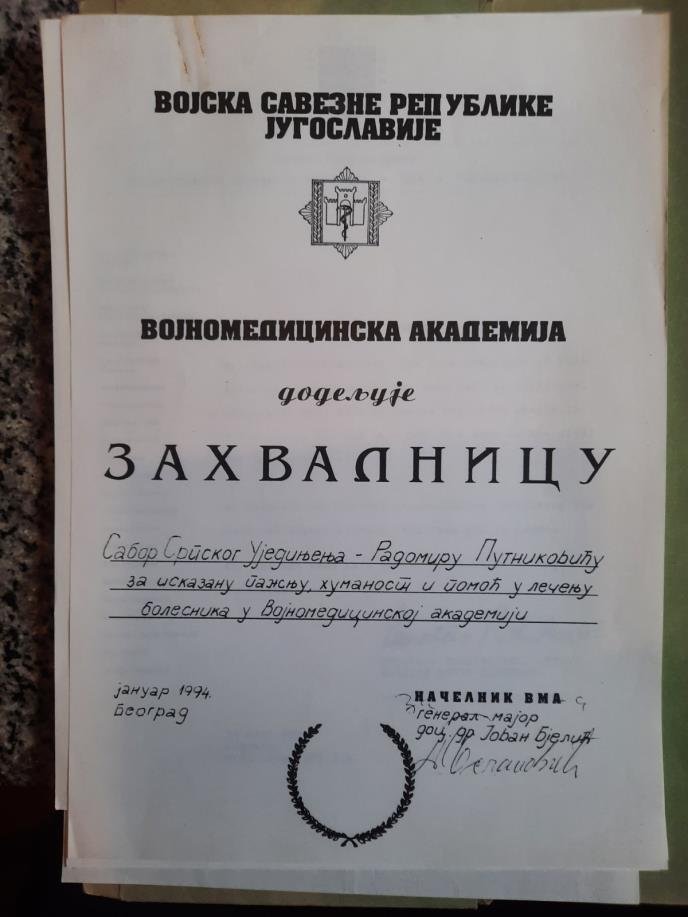 ВОЈСКА САВЕЗНЕ РЕПУБЛИКЕ
ЈУГОСЛАВИЈЕ
ВОЈНОМЕДИЦИНСКА АКАДЕМИЈА
додељује
ЗАХВАЛНИЦУ
Сабор Српског Уједињења - Радомиру Путниковићу
за исказану пажњу, хуманост и помоћ у лечењу
болесника у Војномедицинској академији
јануар 1994.
Београд
НАЧЕЛНИК ВМА
генерал-мајор
доц. др Јован Бјелић